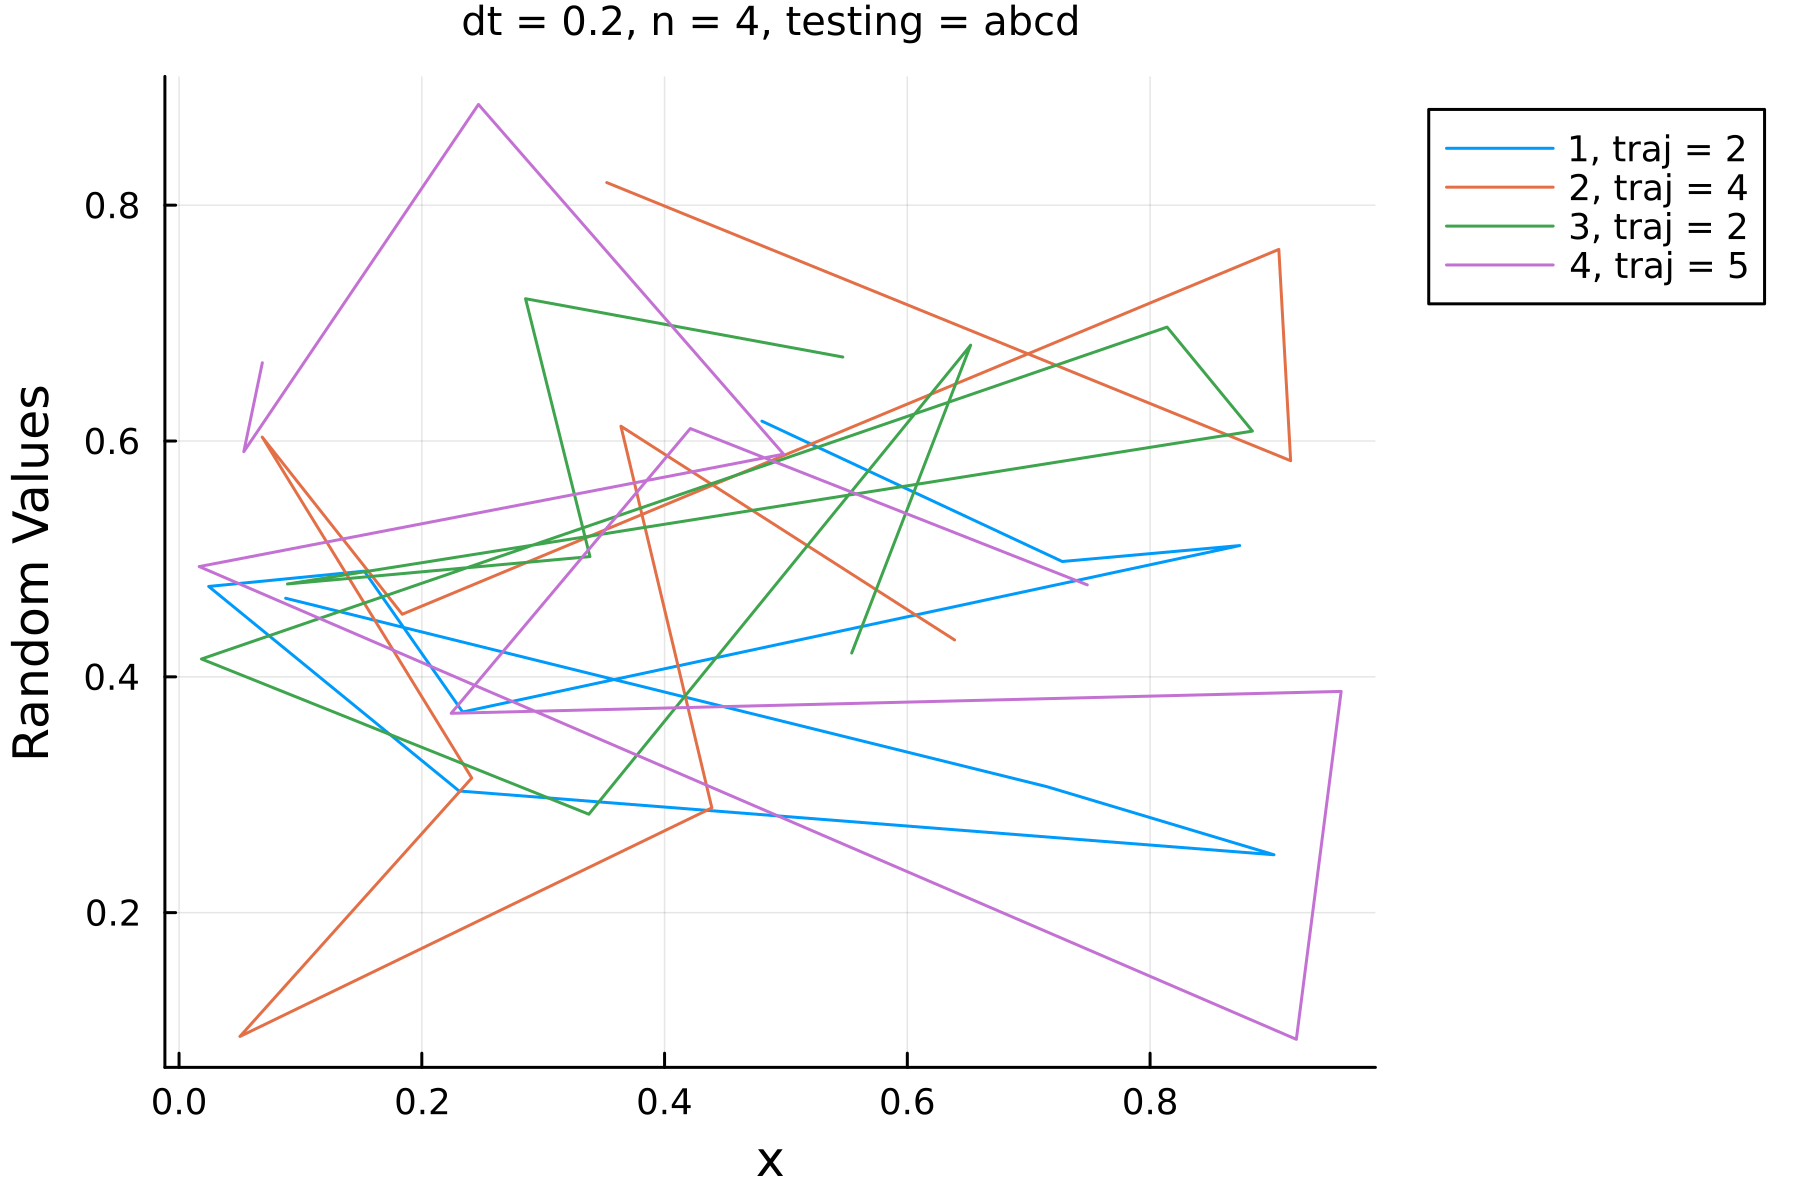 dt = 0.2, n = 4, testing = abcd
1, traj = 2
2, traj = 4
3, traj = 2
4, traj = 5
Random Values
0.8
0.6
0.4
0.2
0.0 0.2 0.4 0.6 0.8
x